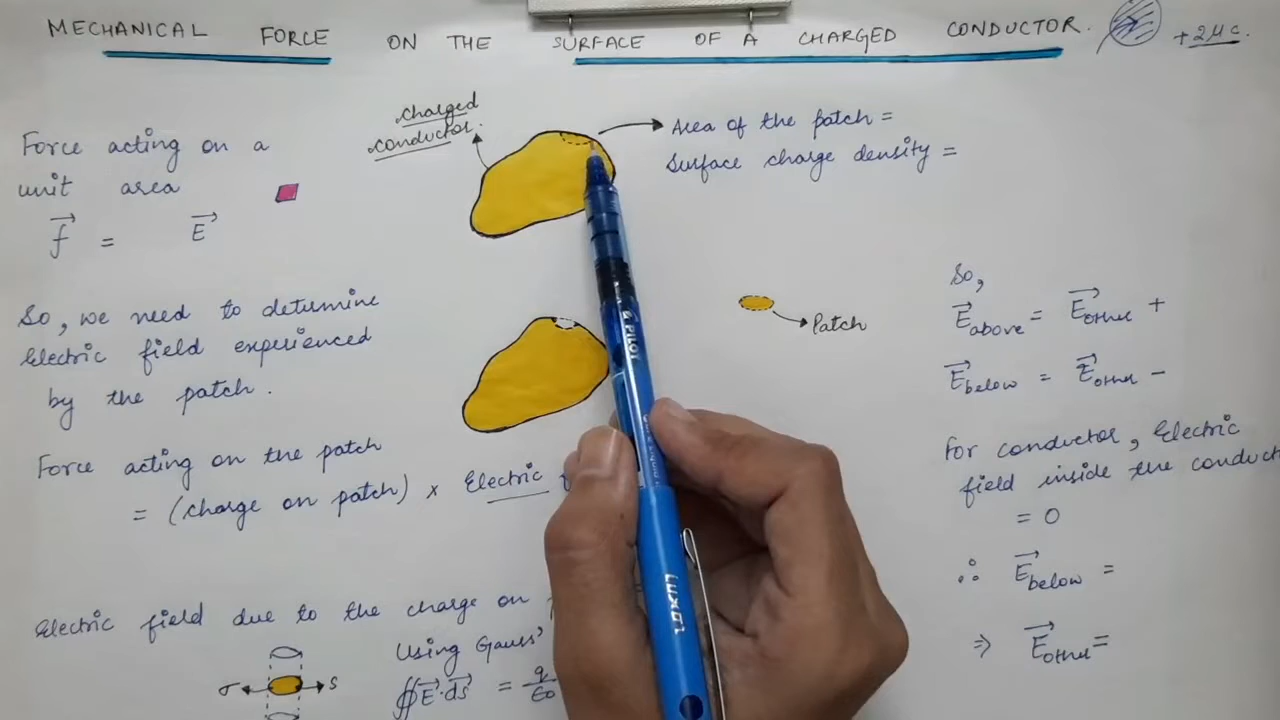 MECHANICAL FORCE ON THE SURFACE OF A CHARGED CONDUCTOR.
+2μc.
charged
conductor.
Area of the patch =
Surface charge density =
Force acting on a
unit area
f = E
So, we need to determine
Electric field experienced
by the patch.
Patch
So,
E above = E other +
E below = E other -
For conductor, Electric
field inside the conduct
= 0
∴ E below =
⇒ E other =
Force acting on the patch
= (charge on patch) × Electric
Electric field due to the charge on
Using Gauss'
∯ E . ds = q/ε0
σ S
PILOT
LUXOR